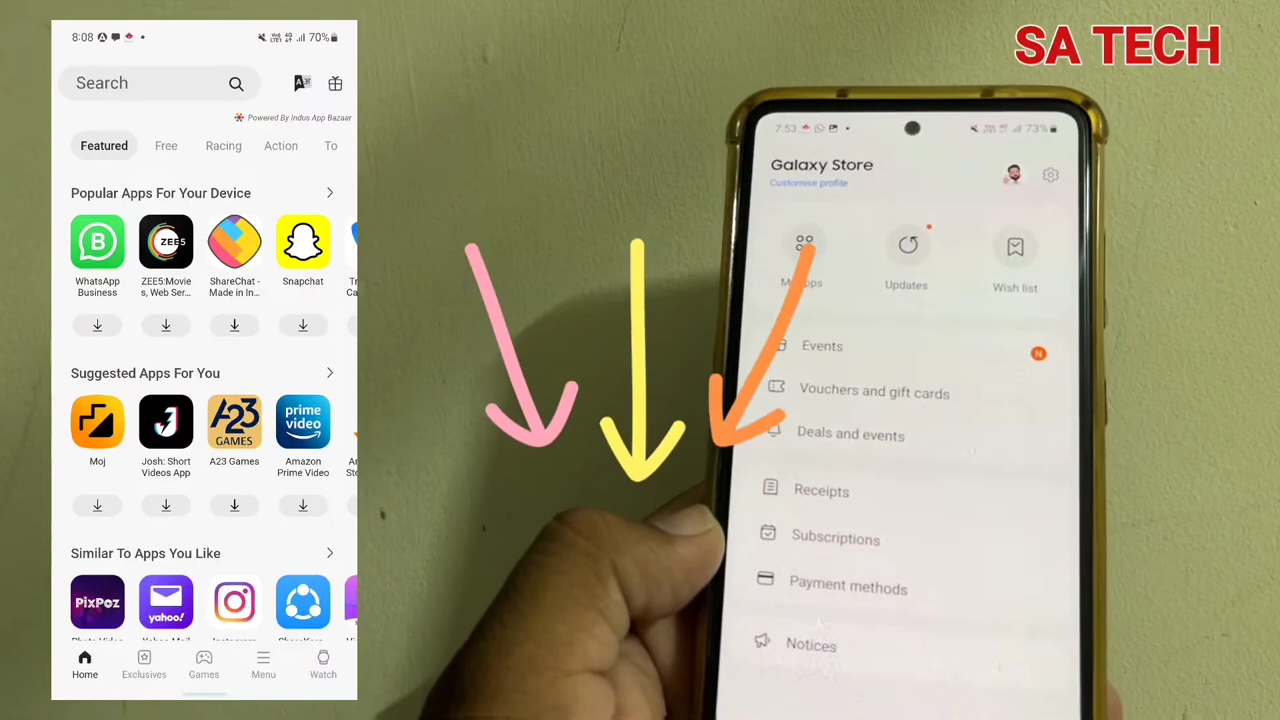 SA TECH
8:08
70%
Search
Powered By Indus App Bazaar
Featured Free Racing Action To
Popular Apps For Your Device
B
ZEE5
WhatsApp
Business
ZEE5:Movie
s, Web Ser...
ShareChat -
Made in In...
Snapchat
Suggested Apps For You
A23
GAMES
prime
video
Moj
Josh: Short
Videos App
A23 Games
Amazon
Prime Video
Similar To Apps You Like
PixPoz
yahoo!
Home Exclusives Games Menu Watch
7:53
73%
Galaxy Store
Customise profile
Updates
Wish list
Events
N
Vouchers and gift cards
Deals and events
Receipts
Subscriptions
Payment methods
Notices